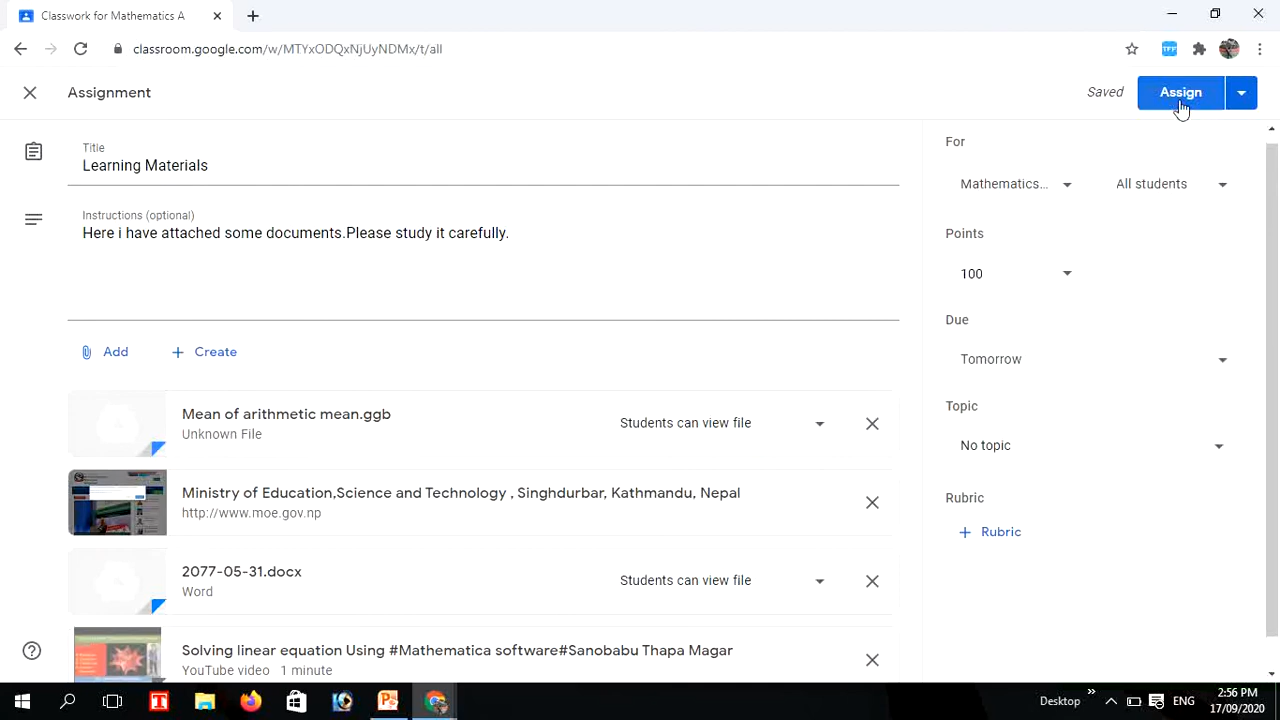 Classwork for Mathematics A
classroom.google.com/w/MTYxODQxNjUyNDMx/t/all
TFF
Assignment
Saved
Assign
Title
Learning Materials
Instructions (optional)
Here i have attached some documents.Please study it carefully.
Add
Create
Mean of arithmetic mean.ggb
Unknown File
Students can view file
Ministry of Education,Science and Technology , Singhdurbar, Kathmandu, Nepal
http://www.moe.gov.np
2077-05-31.docx
Word
Students can view file
Solving linear equation Using #Mathematica software#Sanobabu Thapa Magar
YouTube video 1 minute
For
Mathematics...
All students
Points
100
Due
Tomorrow
Topic
No topic
Rubric
Rubric
Desktop
ENG
2:56 PM
17/09/2020